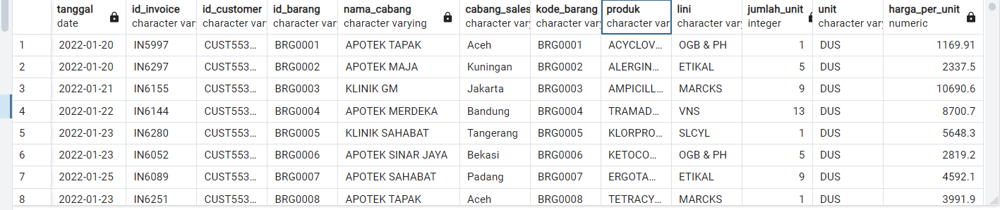 tanggal id_invoice id_customer id_barang nama_cabang cabang_sales kode_barang produk lini jumlah_unit unit harga_per_unit
date character vary character vary character vary character varying character vary character vary character var character vary integer character vary numeric
1 2022-01-20 IN5997 CUST553... BRG0001 APOTEK TAPAK Aceh BRG0001 ACYCLOV... OGB & PH 1 DUS 1169.91
2 2022-01-20 IN6297 CUST553... BRG0002 APOTEK MAJA Kuningan BRG0002 ALERGIN... ETIKAL 5 DUS 2337.5
3 2022-01-21 IN6155 CUST553... BRG0003 KLINIK GM Jakarta BRG0003 AMPICILL... MARCKS 9 DUS 10690.6
4 2022-01-22 IN6144 CUST553... BRG0004 APOTEK MERDEKA Bandung BRG0004 TRAMAD... VNS 13 DUS 8700.7
5 2022-01-23 IN6280 CUST553... BRG0005 KLINIK SAHABAT Tangerang BRG0005 KLORPRO... SLCYL 1 DUS 5648.3
6 2022-01-23 IN6052 CUST553... BRG0006 APOTEK SINAR JAYA Bekasi BRG0006 KETOCO... OGB & PH 5 DUS 2819.2
7 2022-01-25 IN6089 CUST553... BRG0007 APOTEK SAHABAT Padang BRG0007 ERGOTA... ETIKAL 9 DUS 4592.1
8 2022-01-23 IN6251 CUST553... BRG0008 APOTEK TAPAK Aceh BRG0008 TETRACY... MARCKS 1 DUS 3991.9